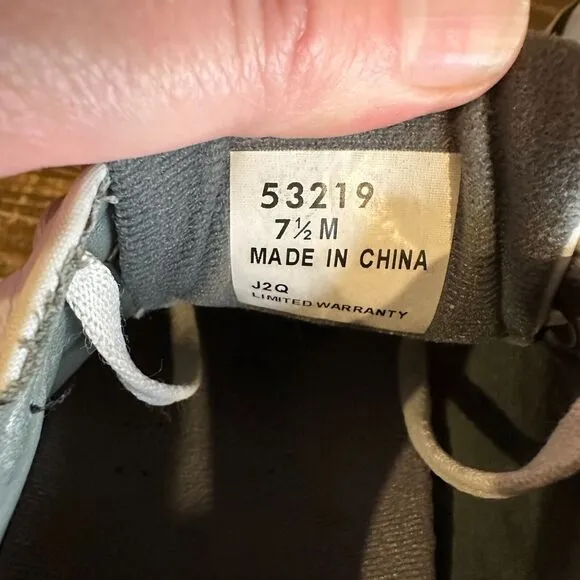 53219
7½ M
MADE IN CHINA
J2Q
LIMITED WARRANTY